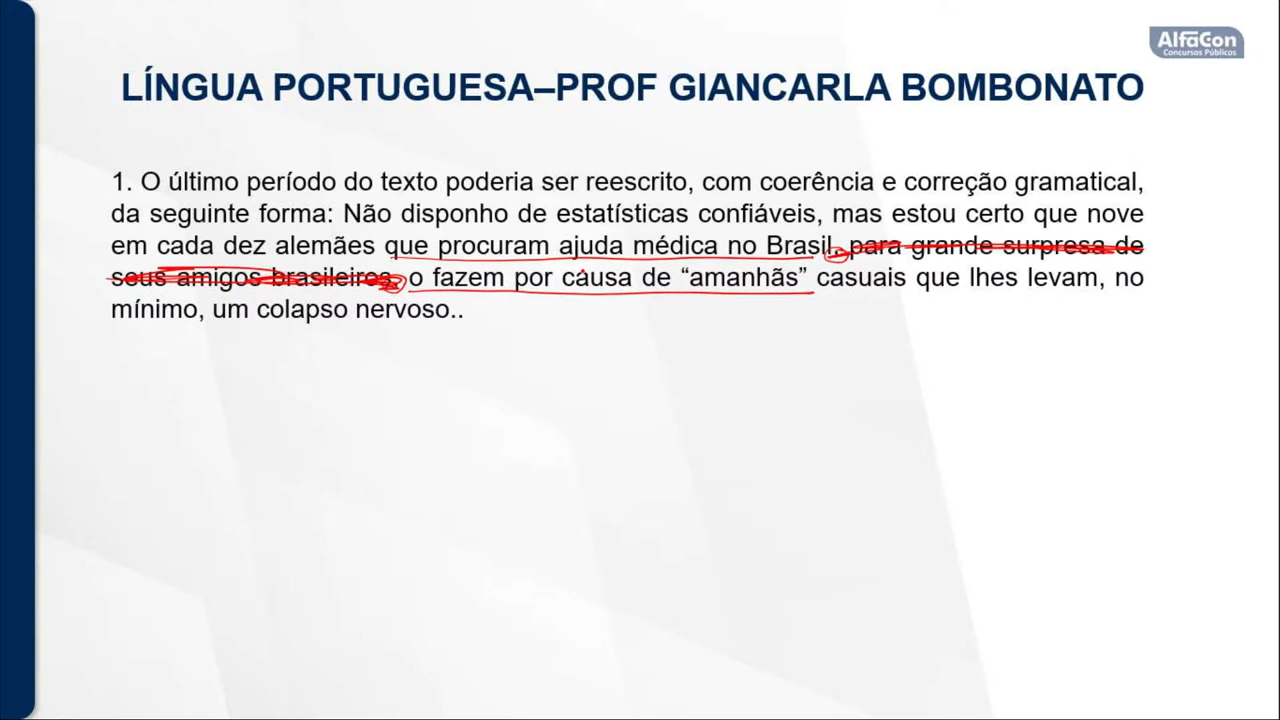 AlfaCon
Concursos Públicos
LÍNGUA PORTUGUESA–PROF GIANCARLA BOMBONATO
1. O último período do texto poderia ser reescrito, com coerência e correção gramatical,
da seguinte forma: Não disponho de estatísticas confiáveis, mas estou certo que nove
em cada dez alemães que procuram ajuda médica no Brasil, para grande surpresa de
seus amigos brasileiros, o fazem por causa de “amanhãs” casuais que lhes levam, no
mínimo, um colapso nervoso..